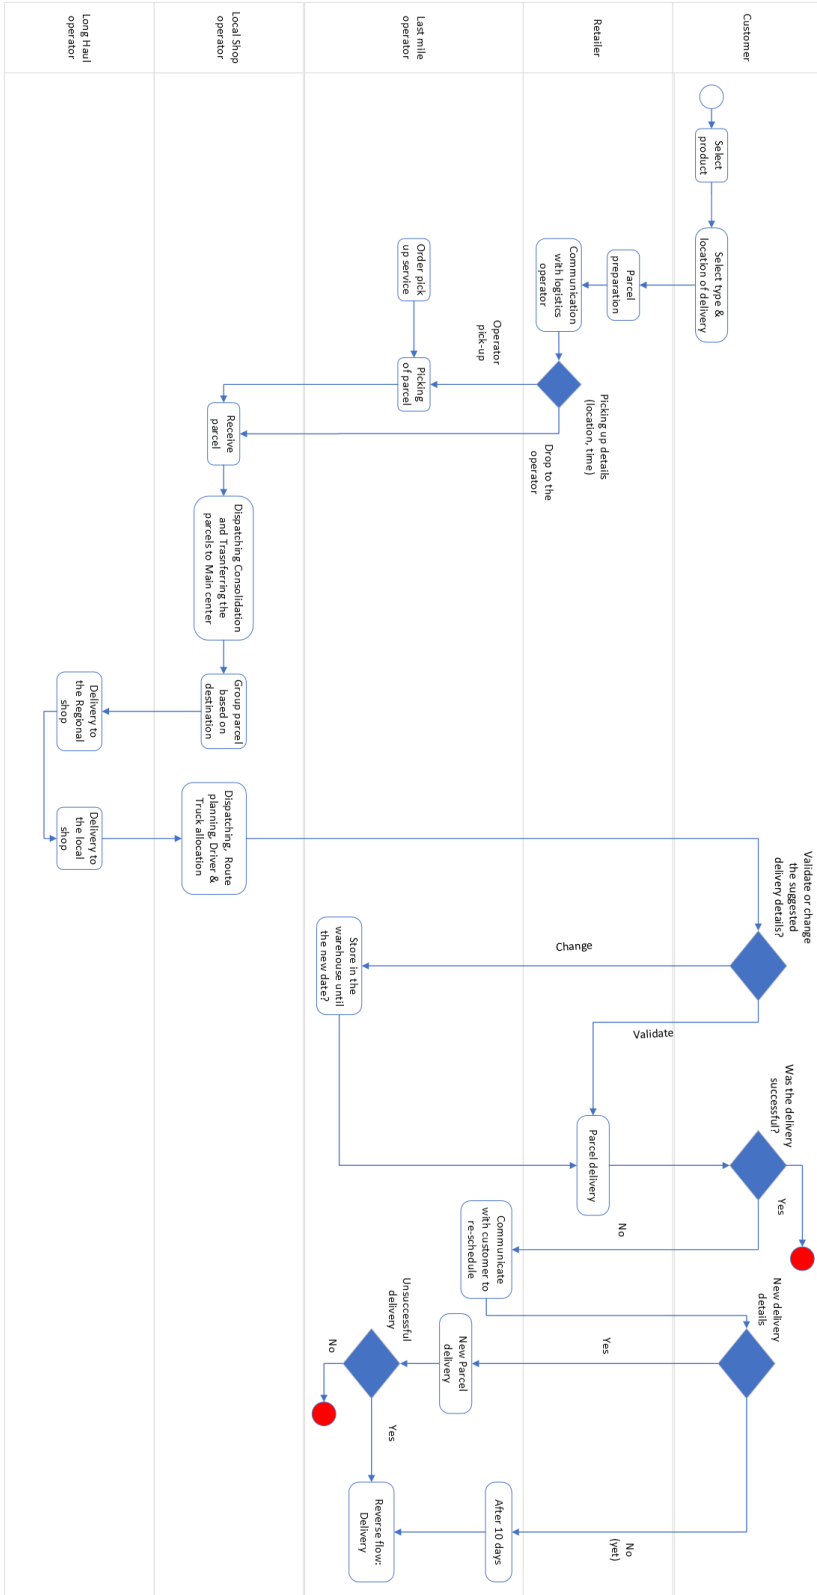 Customer
Retailer
Last mile
operator
Local Shop
operator
Long Haul
operator
Select
product
Select type &
location of delivery
Parcel
preparation
Communication
with logistics
operator
Picking up details
(location, time)
Operator
pick-up
Drop to the
operator
Order pick
up service
Picking
of parcel
Receive
parcel
Dispatching Consolidation
and Trasnferring the
parcels to Main center
Group parcel
based on
destination
Delivery to
the Regional
shop
Delivery to
the local
shop
Dispatching, Route
planning, Driver &
Truck allocation
Validate or change
the suggested
delivery details?
Change
Validate
Store in the
warehouse until
the new date?
Parcel delivery
Was the delivery
successful?
Yes
No
Communicate
with customer to
re-schedule
New delivery
details
Yes
No
(yet)
New Parcel
delivery
Unsuccessful
delivery
No
Yes
After 10 days
Reverse flow:
Delivery